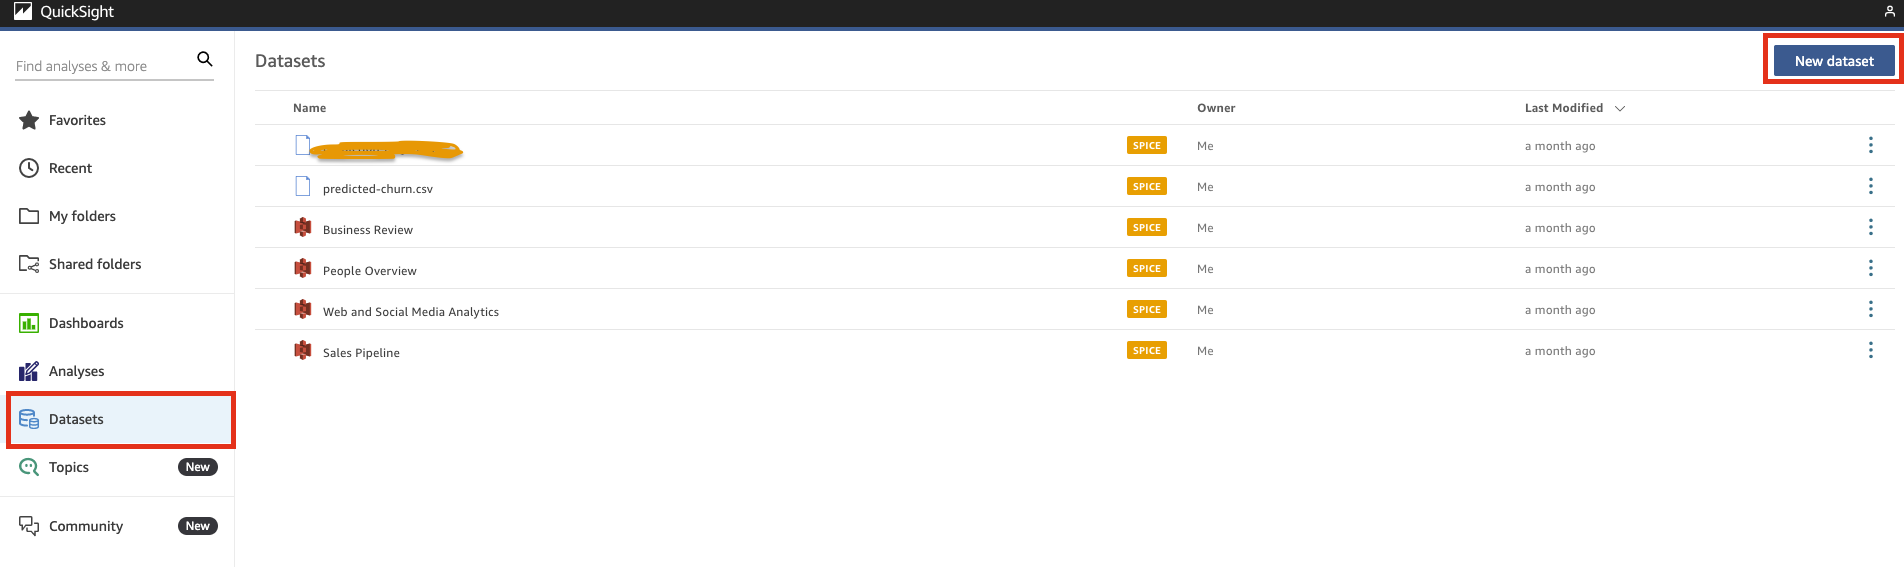 QuickSight
Find analyses & more
Favorites
Recent
My folders
Shared folders
Dashboards
Analyses
Datasets
Topics New
Community New
Datasets
New dataset
Name Owner Last Modified
SPICE Me a month ago
predicted-churn.csv SPICE Me a month ago
Business Review SPICE Me a month ago
People Overview SPICE Me a month ago
Web and Social Media Analytics SPICE Me a month ago
Sales Pipeline SPICE Me a month ago